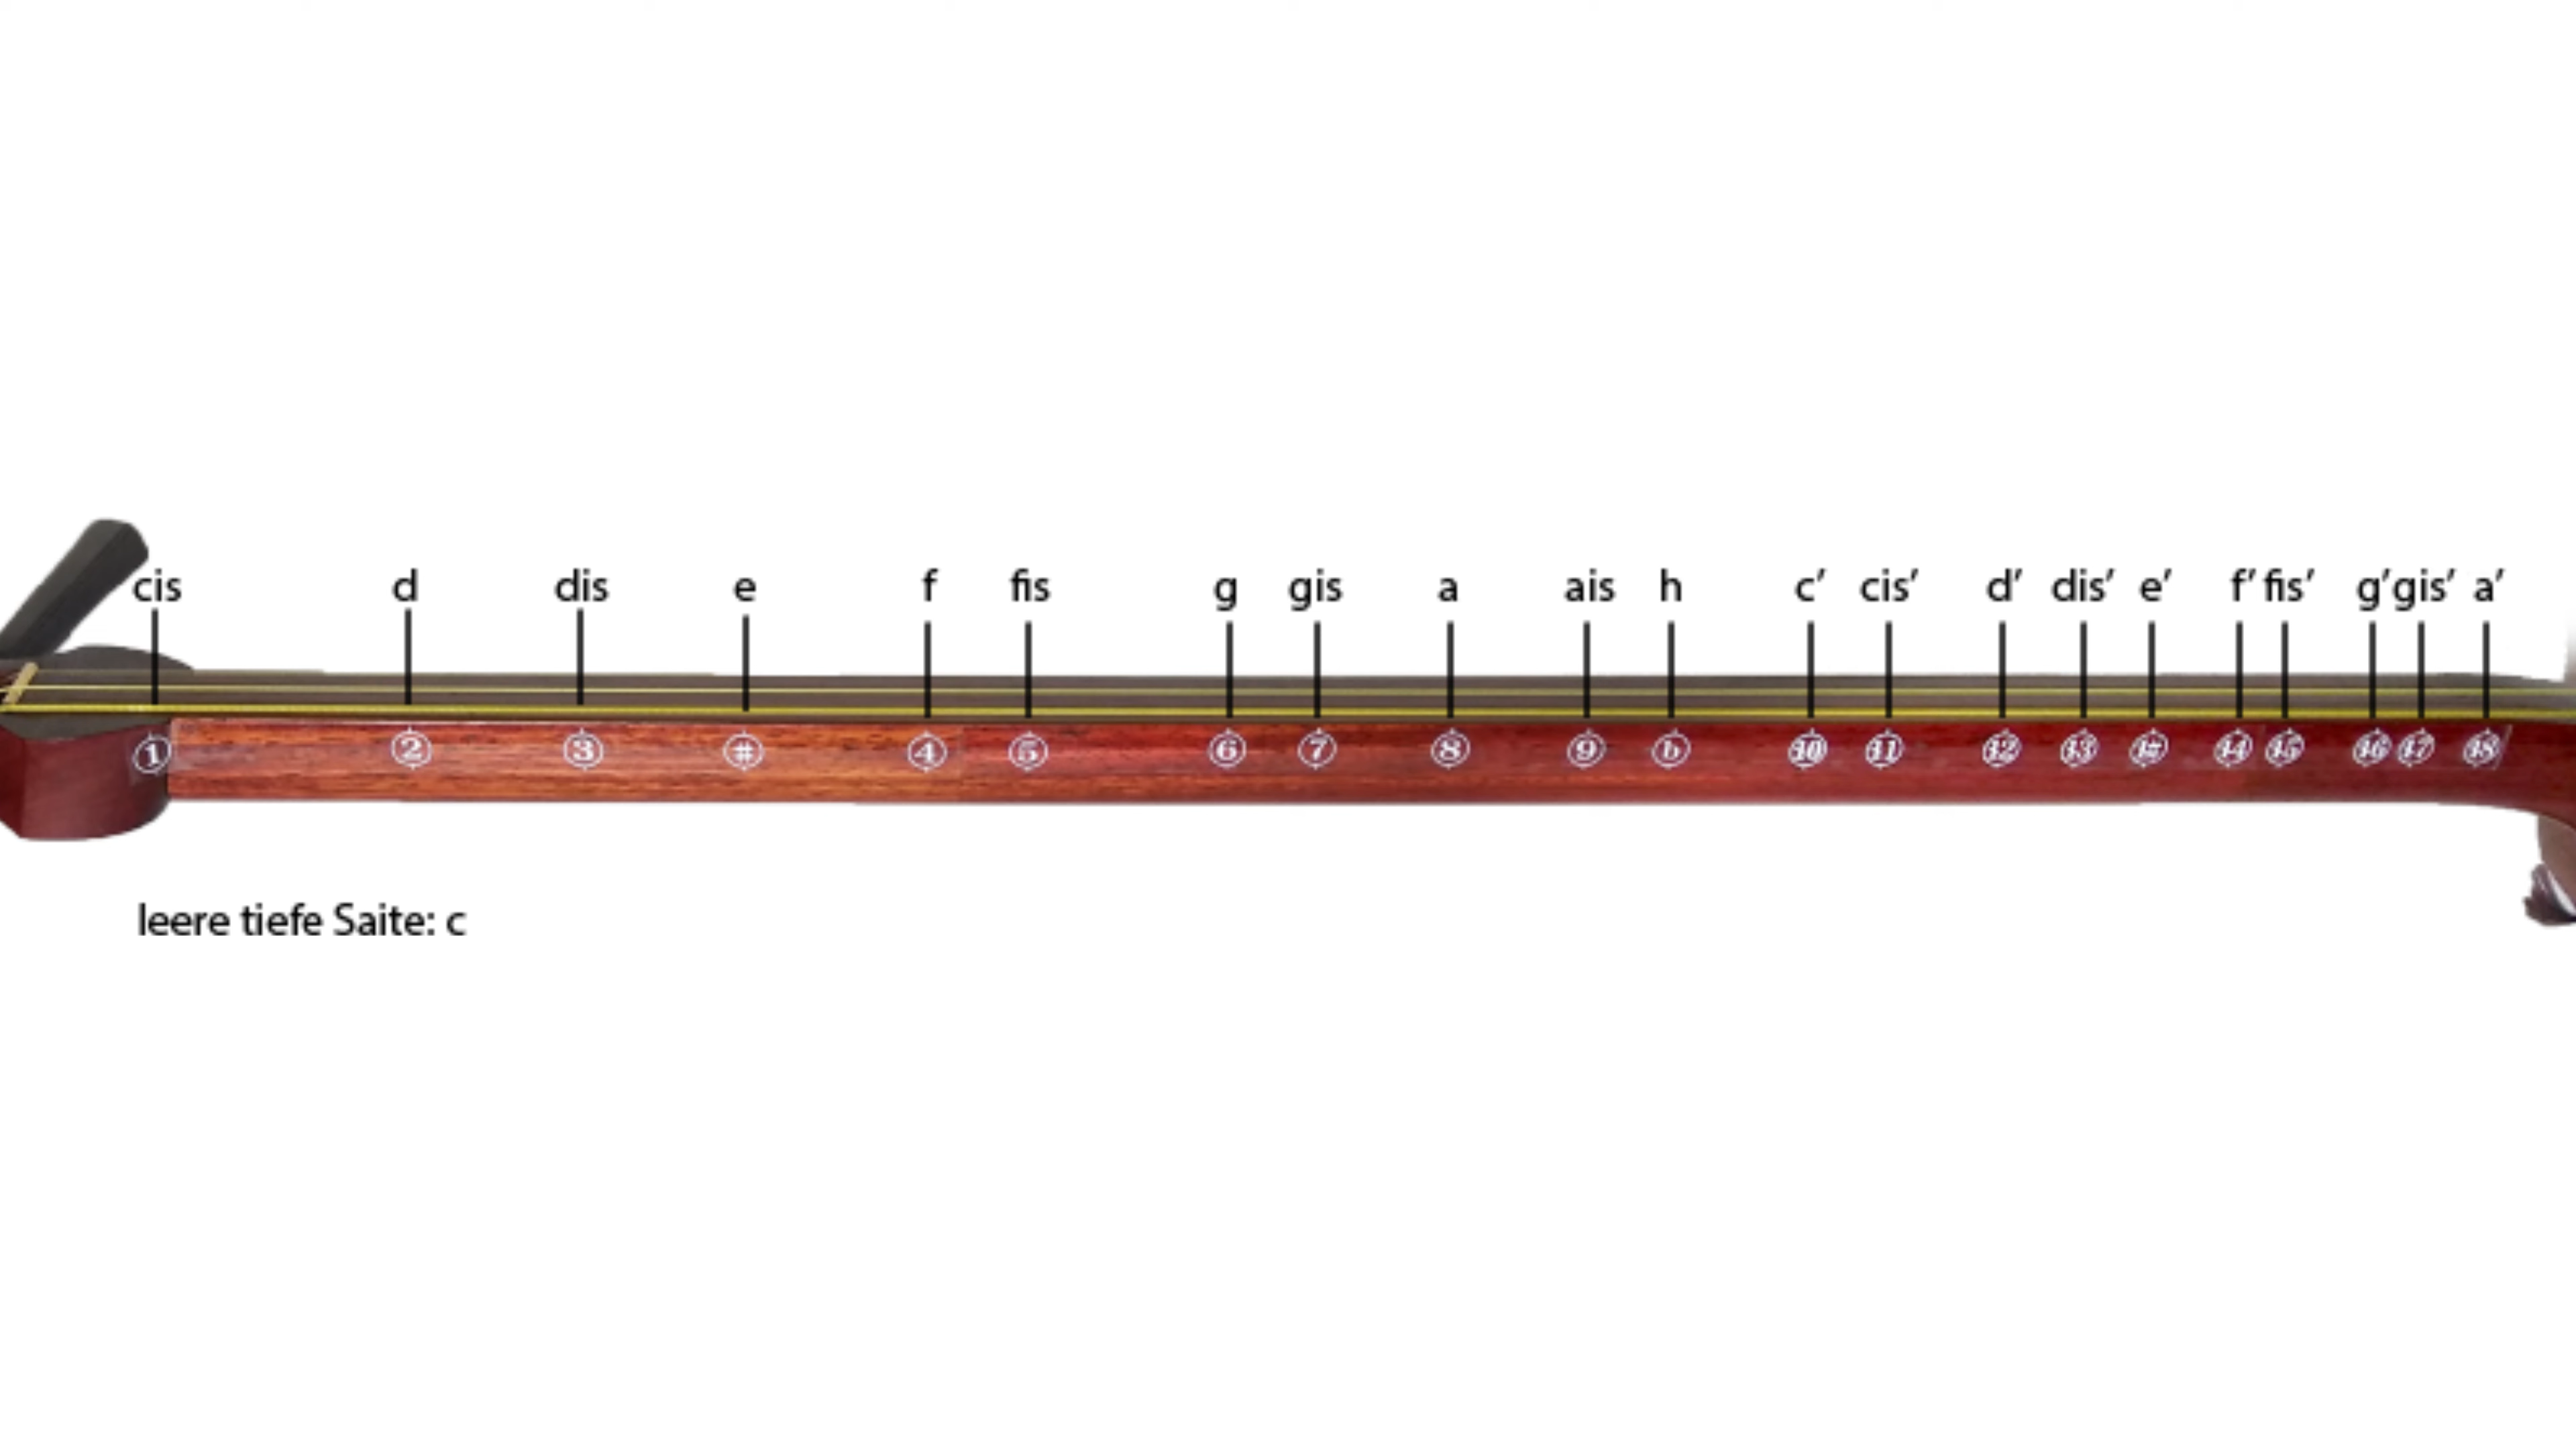 cis d dis e f fis g gis a ais h c’ cis’ d’ dis’ e’ f’ fis’ g’ gis’ a’
1 2 3 # 4 5 6 7 8 9 b 10 11 12 13 1# 14 15 16 17 18
leere tiefe Saite: c